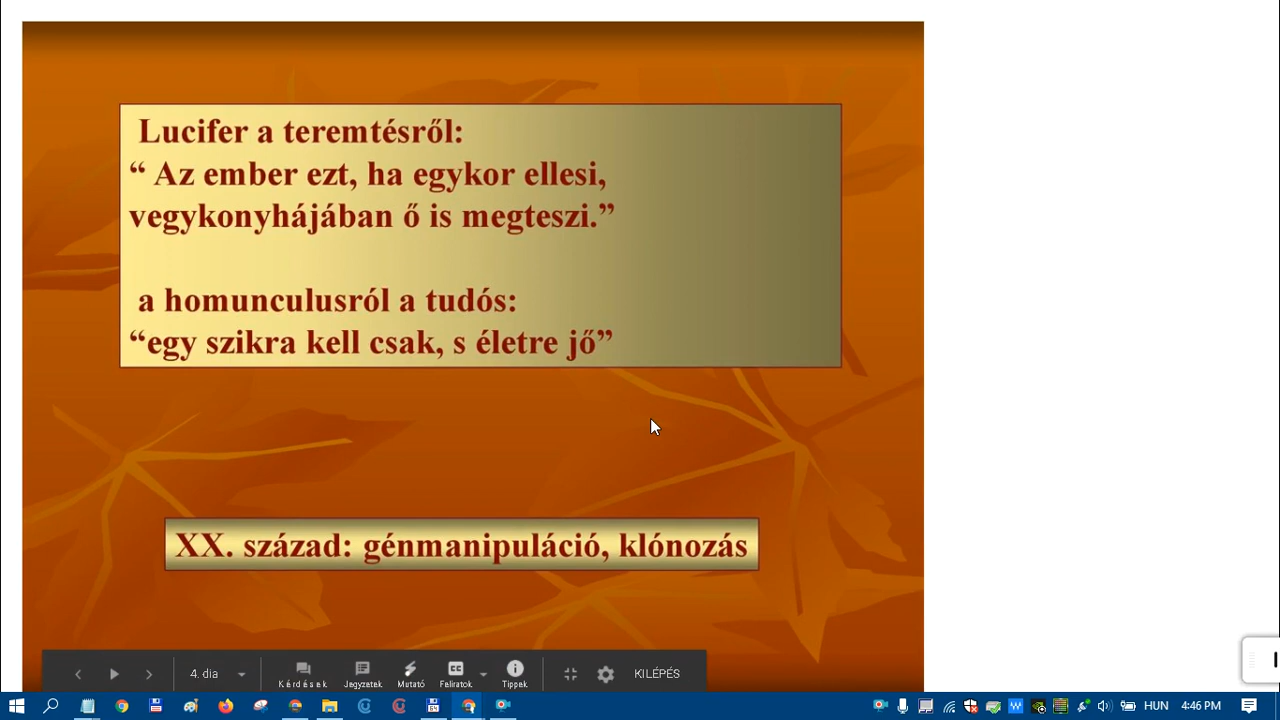 Lucifer a teremtésről:
“ Az ember ezt, ha egykor ellesi,
vegykonyhájában ő is megteszi.”
a homunculusról a tudós:
“egy szikra kell csak, s életre jő”
XX. század: génmanipuláció, klónozás
4. dia
Kérdések
Jegyzetek
Mutató
Feliratok
Tippek
KILÉPÉS
HUN
4:46 PM